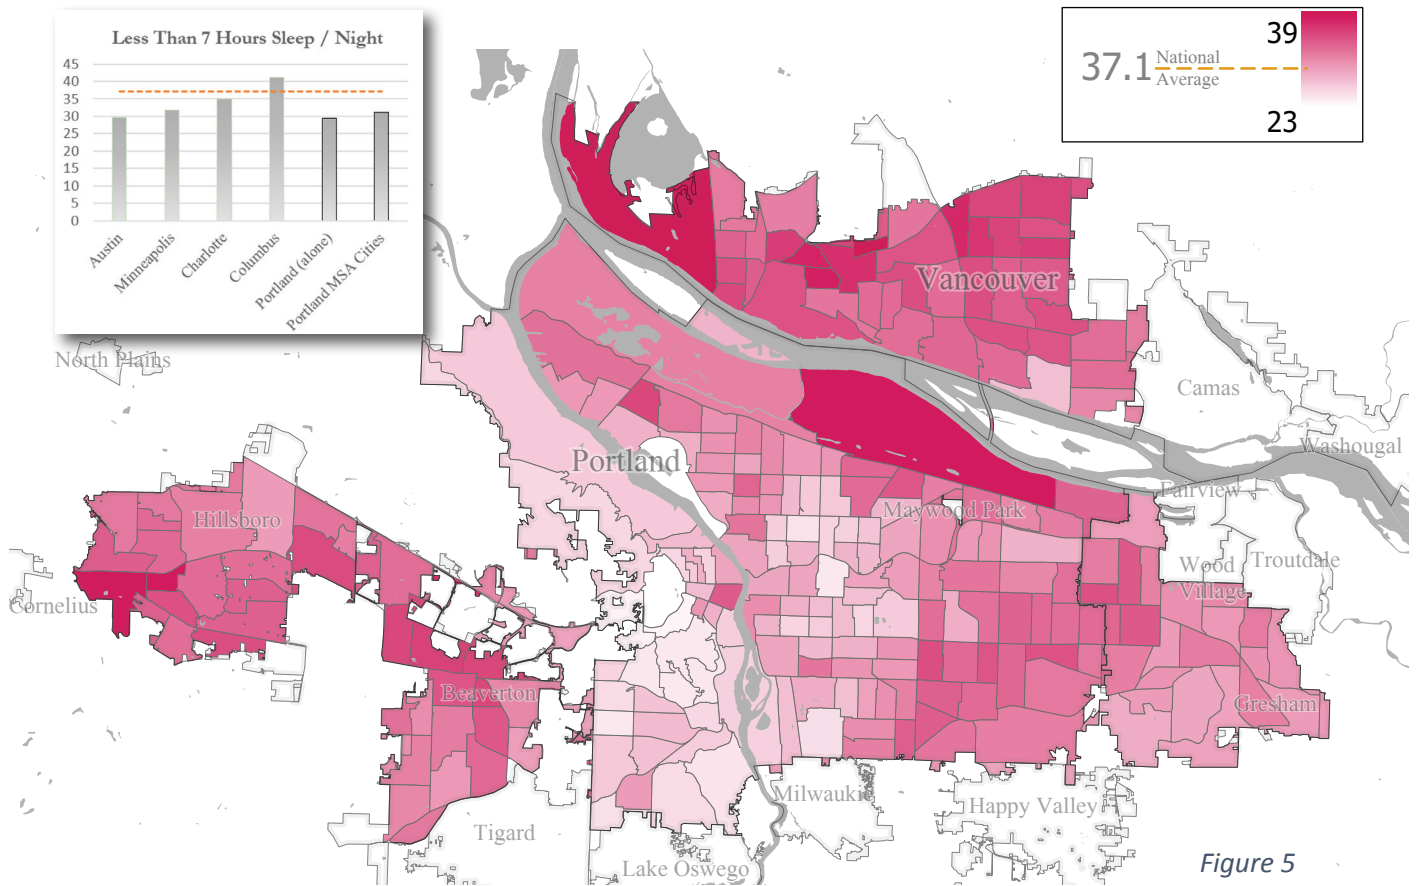 Less Than 7 Hours Sleep / Night
45
40
35
30
25
20
15
10
5
0
Austin
Minneapolis
Charlotte
Columbus
Portland (alone)
Portland MSA Cities
39
37.1 National Average
23
Vancouver
North Plains
Camas
Washougal
Portland
Fairview
Maywood Park
Hillsboro
Wood Village
Troutdale
Cornelius
Beaverton
Gresham
Milwaukie
Happy Valley
Tigard
Lake Oswego
Figure 5